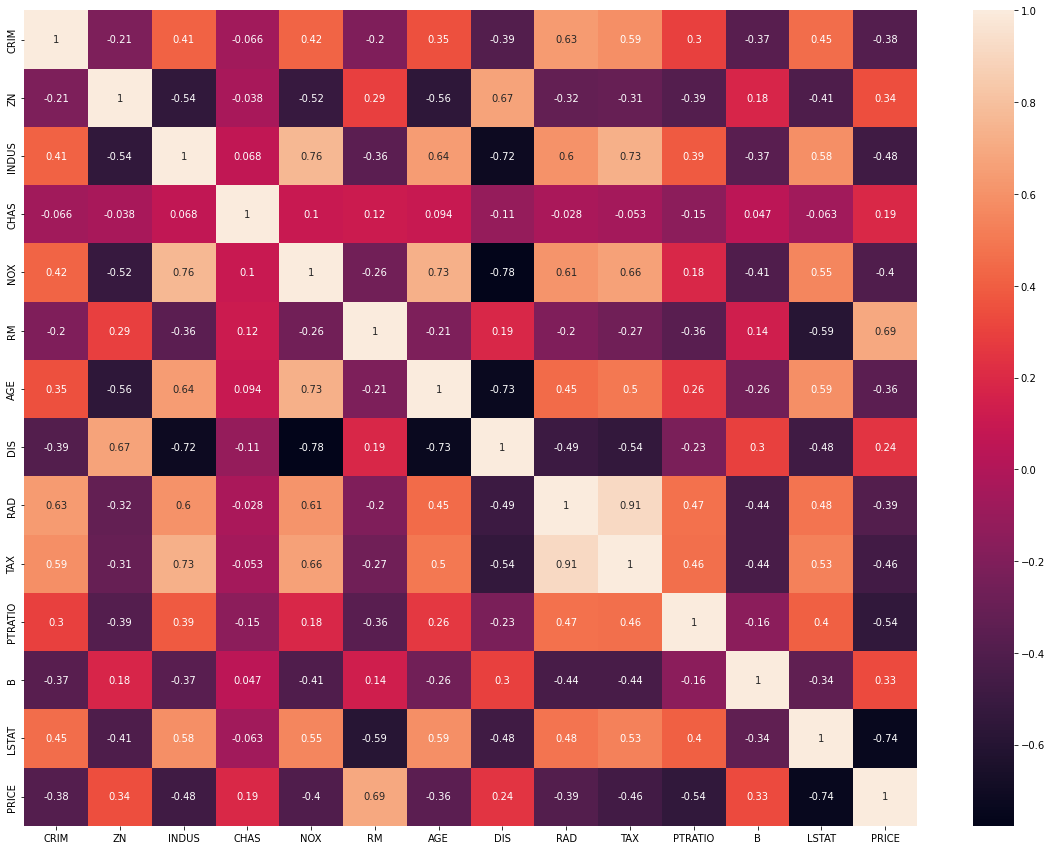 CRIM 1 -0.21 0.41 -0.066 0.42 -0.2 0.35 -0.39 0.63 0.59 0.3 -0.37 0.45 -0.38
ZN -0.21 1 -0.54 -0.038 -0.52 0.29 -0.56 0.67 -0.32 -0.31 -0.39 0.18 -0.41 0.34
INDUS 0.41 -0.54 1 0.068 0.76 -0.36 0.64 -0.72 0.6 0.73 0.39 -0.37 0.58 -0.48
CHAS -0.066 -0.038 0.068 1 0.1 0.12 0.094 -0.11 -0.028 -0.053 -0.15 0.047 -0.063 0.19
NOX 0.42 -0.52 0.76 0.1 1 -0.26 0.73 -0.78 0.61 0.66 0.18 -0.41 0.55 -0.4
RM -0.2 0.29 -0.36 0.12 -0.26 1 -0.21 0.19 -0.2 -0.27 -0.36 0.14 -0.59 0.69
AGE 0.35 -0.56 0.64 0.094 0.73 -0.21 1 -0.73 0.45 0.5 0.26 -0.26 0.59 -0.36
DIS -0.39 0.67 -0.72 -0.11 -0.78 0.19 -0.73 1 -0.49 -0.54 -0.23 0.3 -0.48 0.24
RAD 0.63 -0.32 0.6 -0.028 0.61 -0.2 0.45 -0.49 1 0.91 0.47 -0.44 0.48 -0.39
TAX 0.59 -0.31 0.73 -0.053 0.66 -0.27 0.5 -0.54 0.91 1 0.46 -0.44 0.53 -0.46
PTRATIO 0.3 -0.39 0.39 -0.15 0.18 -0.36 0.26 -0.23 0.47 0.46 1 -0.16 0.4 -0.54
B -0.37 0.18 -0.37 0.047 -0.41 0.14 -0.26 0.3 -0.44 -0.44 -0.16 1 -0.34 0.33
LSTAT 0.45 -0.41 0.58 -0.063 0.55 -0.59 0.59 -0.48 0.48 0.53 0.4 -0.34 1 -0.74
PRICE -0.38 0.34 -0.48 0.19 -0.4 0.69 -0.36 0.24 -0.39 -0.46 -0.54 0.33 -0.74 1
CRIM ZN INDUS CHAS NOX RM AGE DIS RAD TAX PTRATIO B LSTAT PRICE
1.0
0.8
0.6
0.4
0.2
0.0
−0.2
−0.4
−0.6